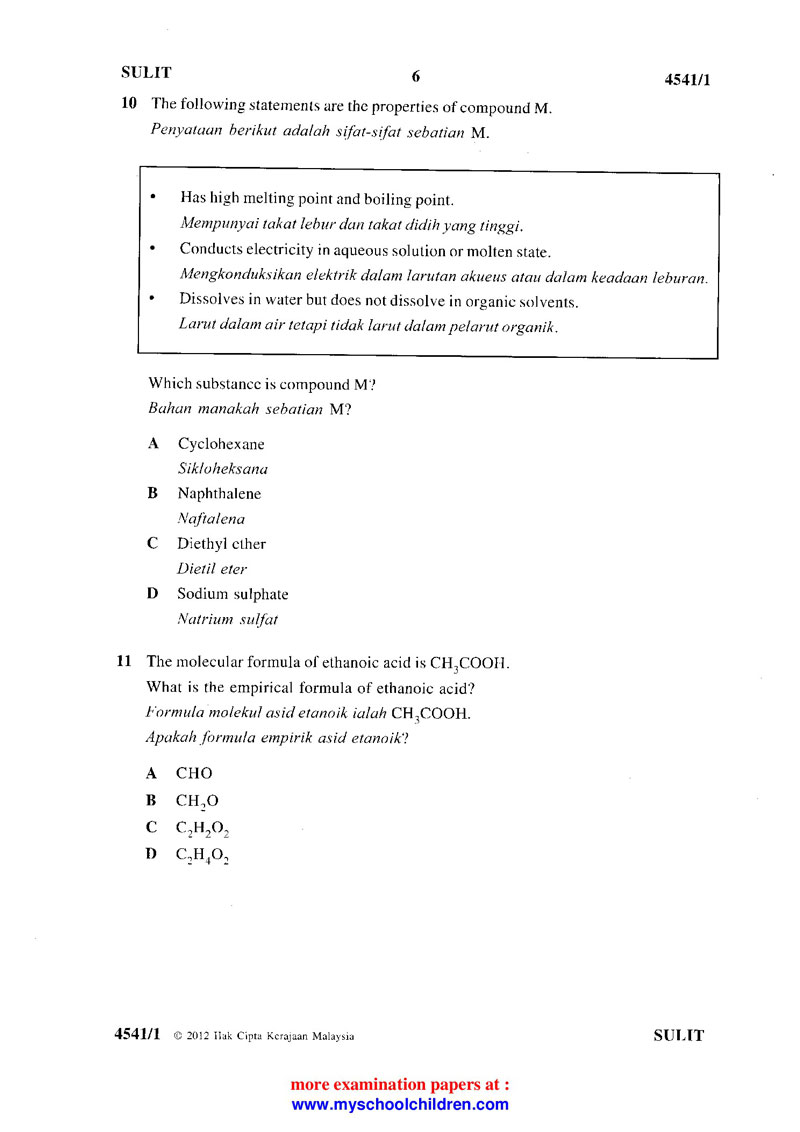 SULIT
6
4541/1
10 The following statements are the properties of compound M.
Penyataan berikut adalah sifat-sifat sebatian M.
• Has high melting point and boiling point.
Mempunyai takat lebur dan takat didih yang tinggi.
• Conducts electricity in aqueous solution or molten state.
Mengkonduksikan elektrik dalam larutan akueus atau dalam keadaan leburan.
• Dissolves in water but does not dissolve in organic solvents.
Larut dalam air tetapi tidak larut dalam pelarut organik.
Which substance is compound M?
Bahan manakah sebatian M?
A Cyclohexane
Sikloheksana
B Naphthalene
Naftalena
C Diethyl ether
Dietil eter
D Sodium sulphate
Natrium sulfat
11 The molecular formula of ethanoic acid is CH₃COOH.
What is the empirical formula of ethanoic acid?
Formula molekul asid etanoik ialah CH₃COOH.
Apakah formula empirik asid etanoik?
A CHO
B CH₂O
C C₂H₂O₂
D C₂H₄O₂
4541/1 © 2012 Hak Cipta Kerajaan Malaysia
SULIT
more examination papers at :
www.myschoolchildren.com